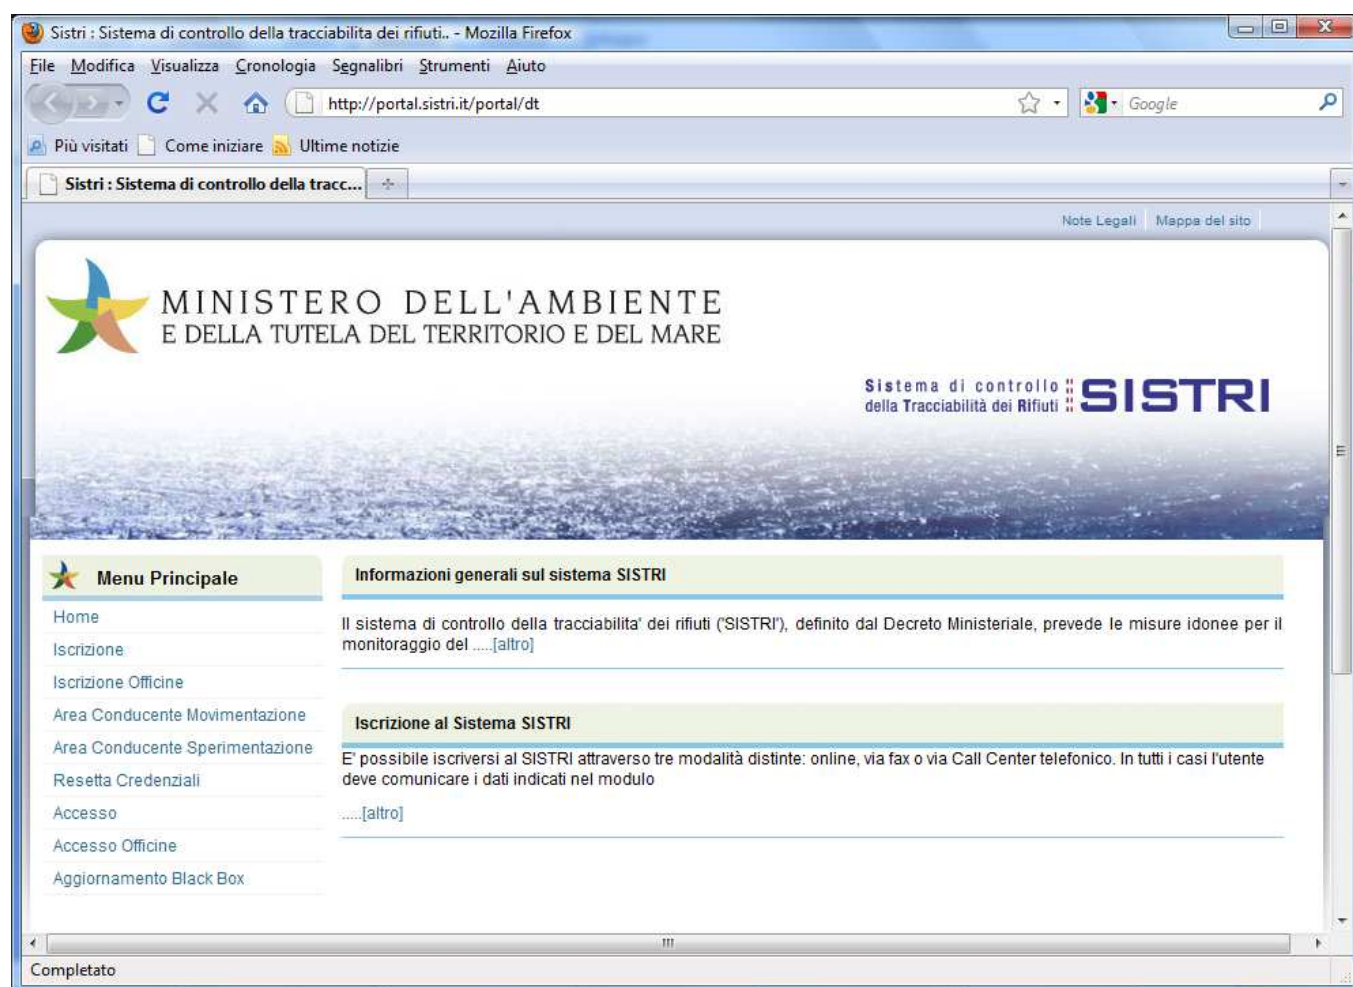 Sistri : Sistema di controllo della tracciabilita dei rifiuti.. - Mozilla Firefox
File Modifica Visualizza Cronologia Segnalibri Strumenti Aiuto
http://portal.sistri.it/portal/dt
Google
Più visitati Come iniziare Ultime notizie
Sistri : Sistema di controllo della tracc...
Note Legali Mappa del sito
MINISTERO DELL'AMBIENTE
E DELLA TUTELA DEL TERRITORIO E DEL MARE
Sistema di controllo
della Tracciabilità dei Rifiuti
SISTRI
Menu Principale
Home
Iscrizione
Iscrizione Officine
Area Conducente Movimentazione
Area Conducente Sperimentazione
Resetta Credenziali
Accesso
Accesso Officine
Aggiornamento Black Box
Informazioni generali sul sistema SISTRI
Il sistema di controllo della tracciabilita' dei rifiuti ('SISTRI'), definito dal Decreto Ministeriale, prevede le misure idonee per il
monitoraggio del .....[altro]
Iscrizione al Sistema SISTRI
E' possibile iscriversi al SISTRI attraverso tre modalità distinte: online, via fax o via Call Center telefonico. In tutti i casi l'utente
deve comunicare i dati indicati nel modulo
.....[altro]
Completato